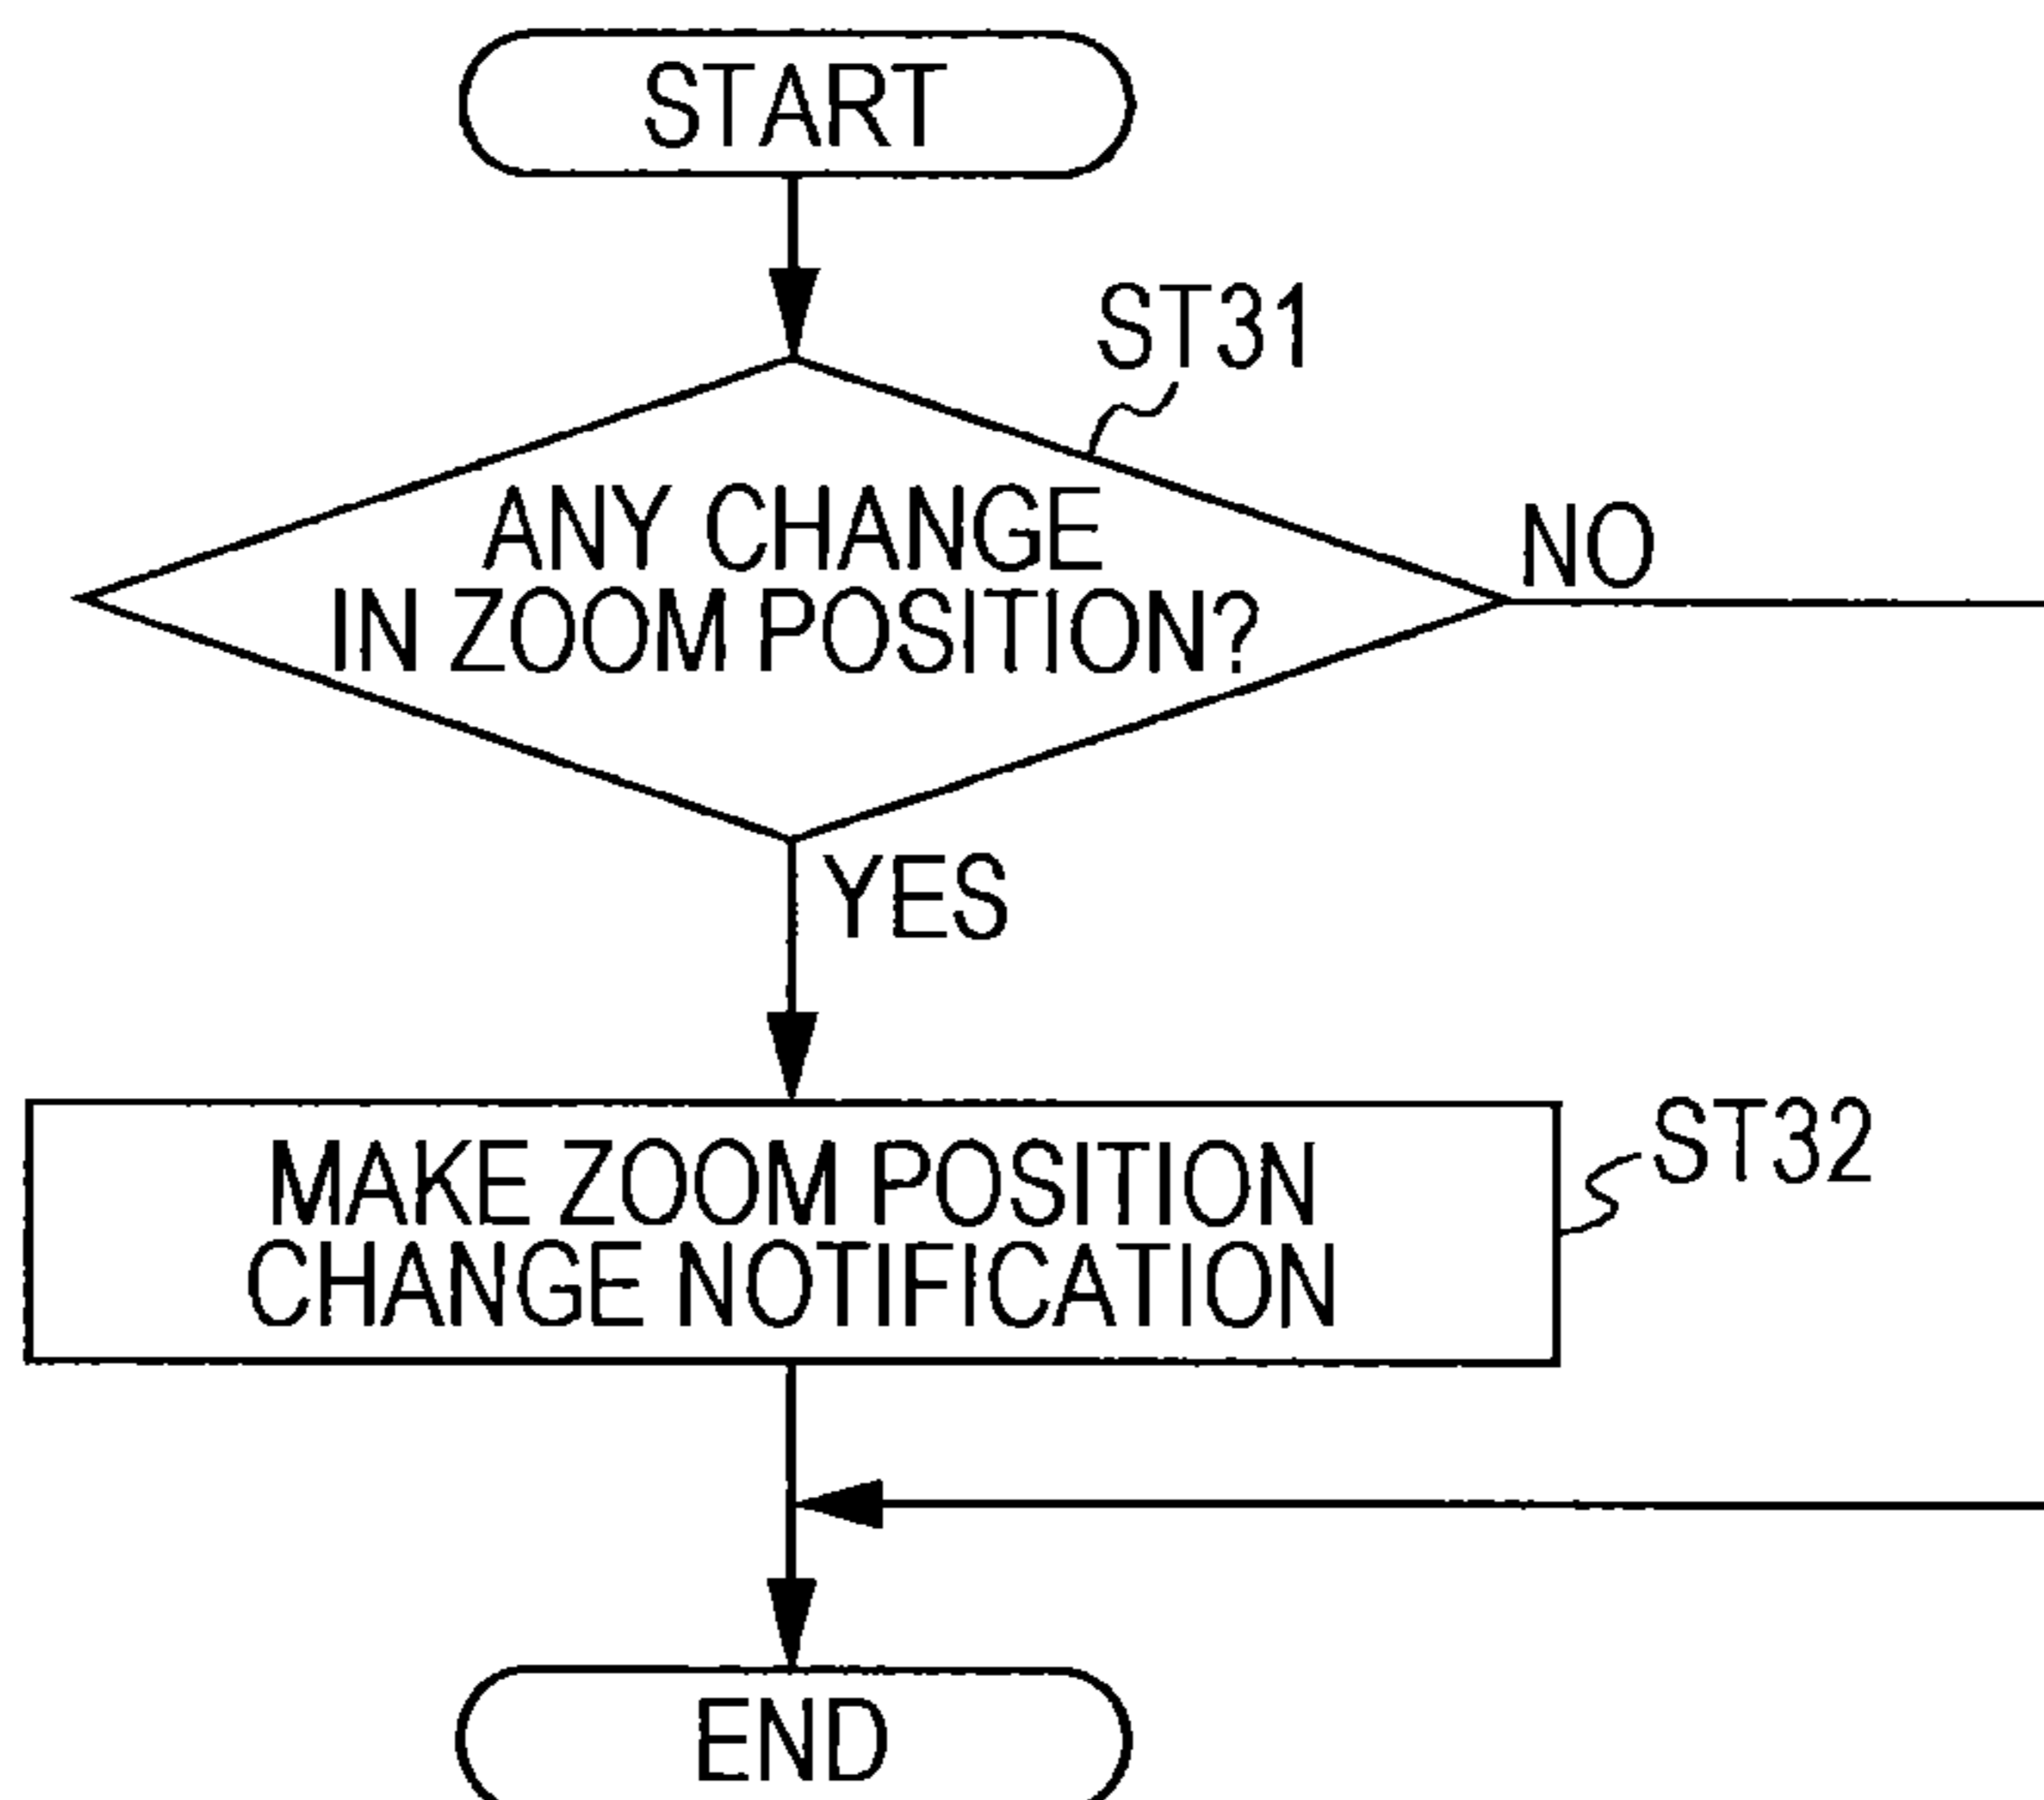 START
ST31
ANY CHANGE
IN ZOOM POSITION?
NO
YES
ST32
MAKE ZOOM POSITION
CHANGE NOTIFICATION
END